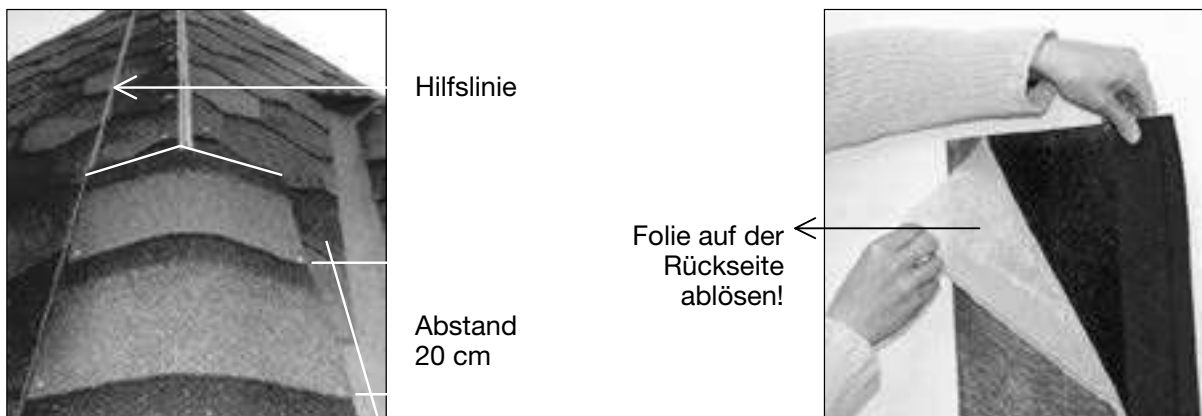 Hilfslinie
Abstand
20 cm
Folie auf der
Rückseite
ablösen!